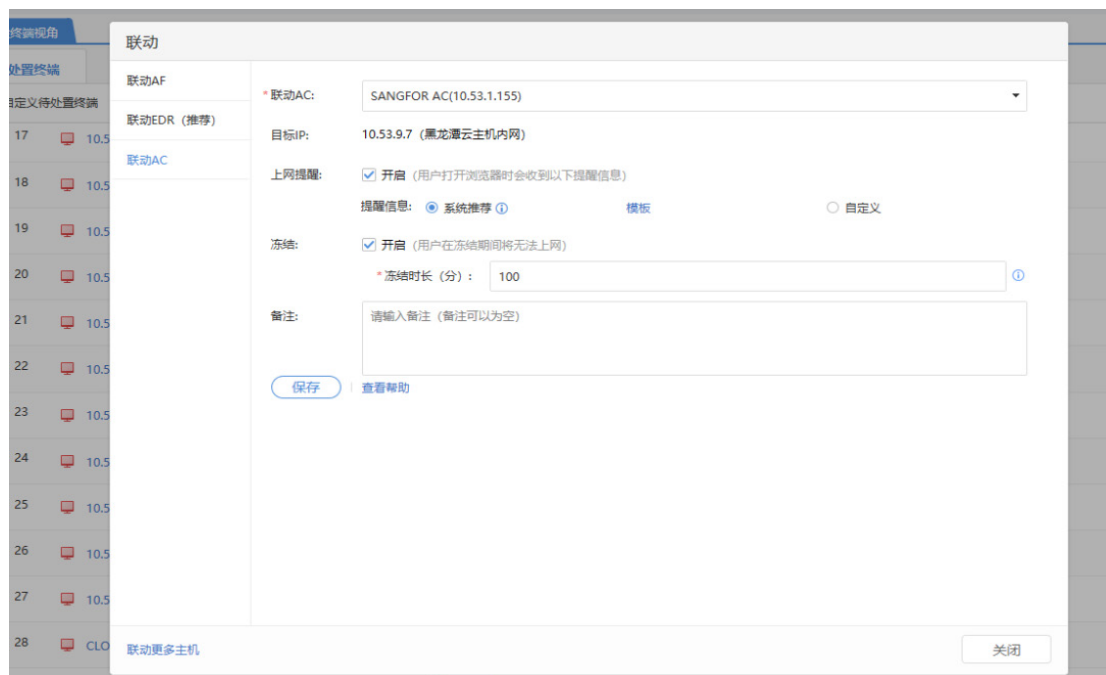 终端视角
联动
处置终端
联动AF
自定义待处置终端
*联动AC: SANGFOR AC(10.53.1.155)
联动EDR（推荐）
目标IP: 10.53.9.7（黑龙潭云主机内网）
17 10.5
联动AC
上网提醒: 开启（用户打开浏览器时会收到以下提醒信息）
18 10.5
提醒信息: 系统推荐 模板 自定义
19 10.5
冻结: 开启（用户在冻结期间将无法上网）
20 10.5
*冻结时长（分）: 100
21 10.5
备注: 请输入备注（备注可以为空）
22 10.5
保存 查看帮助
23 10.5
24 10.5
25 10.5
26 10.5
27 10.5
28 CLO
联动更多主机 关闭